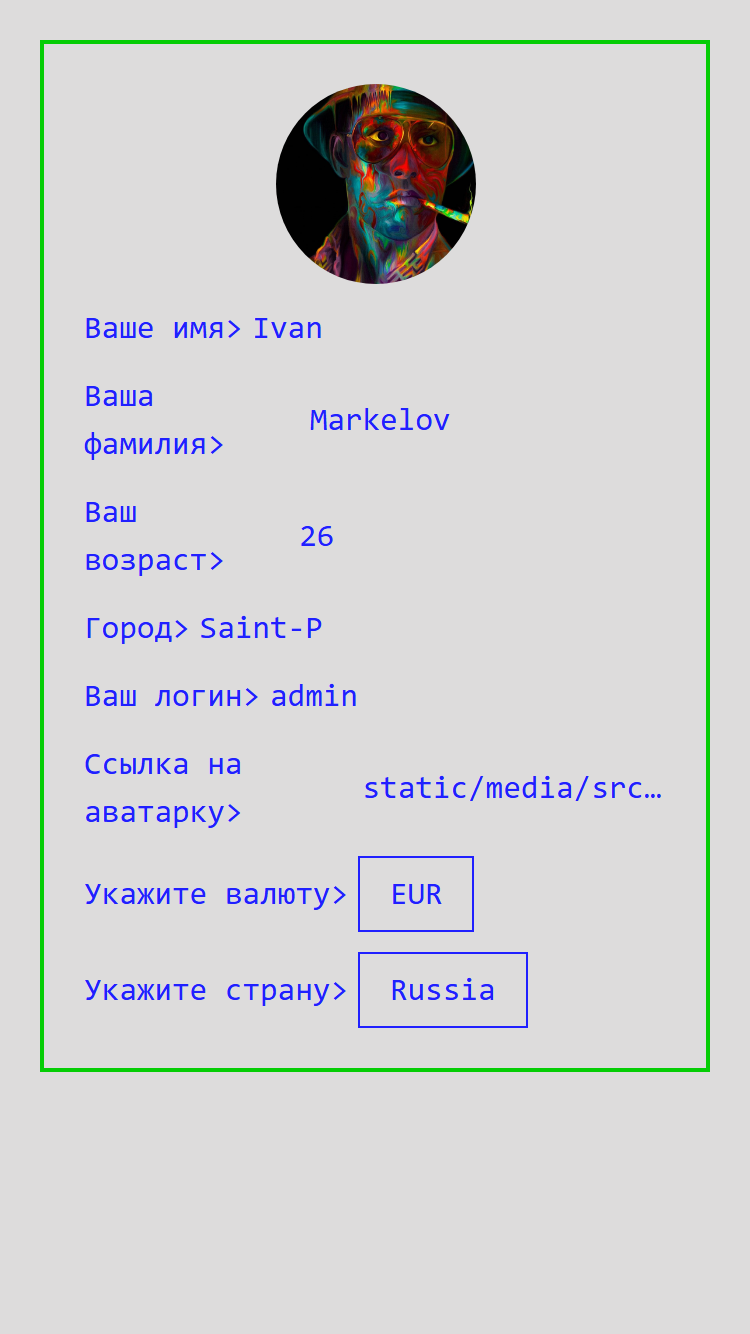 Ваше имя> Ivan
Ваша
фамилия>
Markelov
Ваш
возраст>
26
Город> Saint-P
Ваш логин> admin
Ссылка на
аватарку>
static/media/src…
Укажите валюту> EUR
Укажите страну> Russia